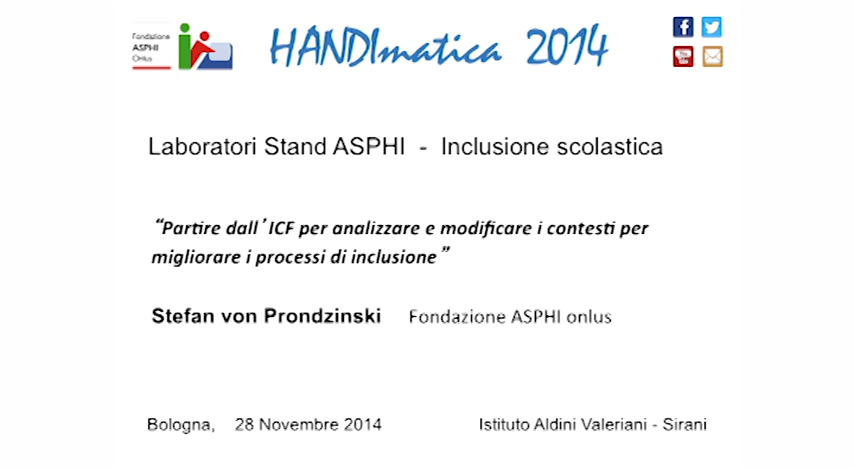 Fondazione
ASPHI
Onlus
HANDImatica 2014
Laboratori Stand ASPHI - Inclusione scolastica
“Partire dall’ICF per analizzare e modificare i contesti per
migliorare i processi di inclusione”
Stefan von Prondzinski Fondazione ASPHI onlus
Bologna, 28 Novembre 2014 Istituto Aldini Valeriani - Sirani